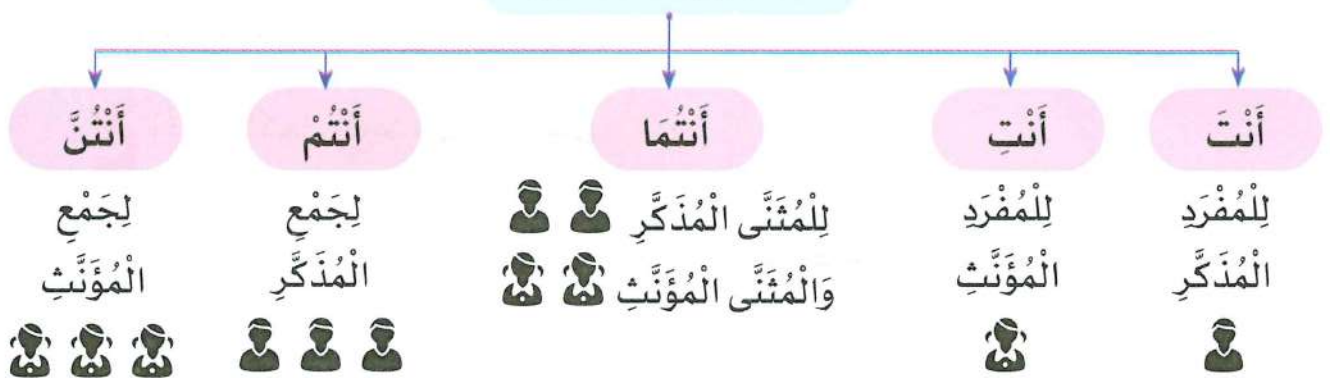 أَنْتَ
أَنْتِ
أَنْتُمَا
أَنْتُمْ
أَنْتُنَّ
لِلْمُفْرَدِ
الْمُذَكَّرِ
لِلْمُفْرَدِ
الْمُؤَنَّثِ
لِلْمُثَنَّى الْمُذَكَّرِ
وَالْمُثَنَّى الْمُؤَنَّثِ
لِجَمْعِ
الْمُذَكَّرِ
لِجَمْعِ
الْمُؤَنَّثِ